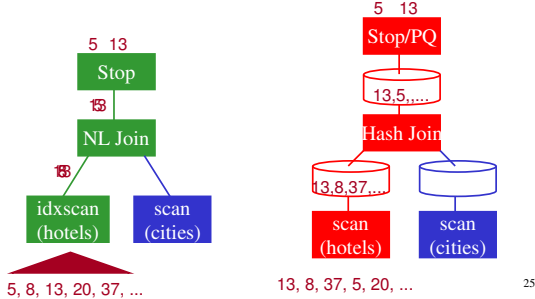 5 13
Stop
NL Join
idxscan
(hotels)
scan
(cities)
5, 8, 13, 20, 37, ...
5 13
Stop/PQ
13,5,,...
Hash Join
13,8,37,...
scan
(hotels)
scan
(cities)
13, 8, 37, 5, 20, ...
25